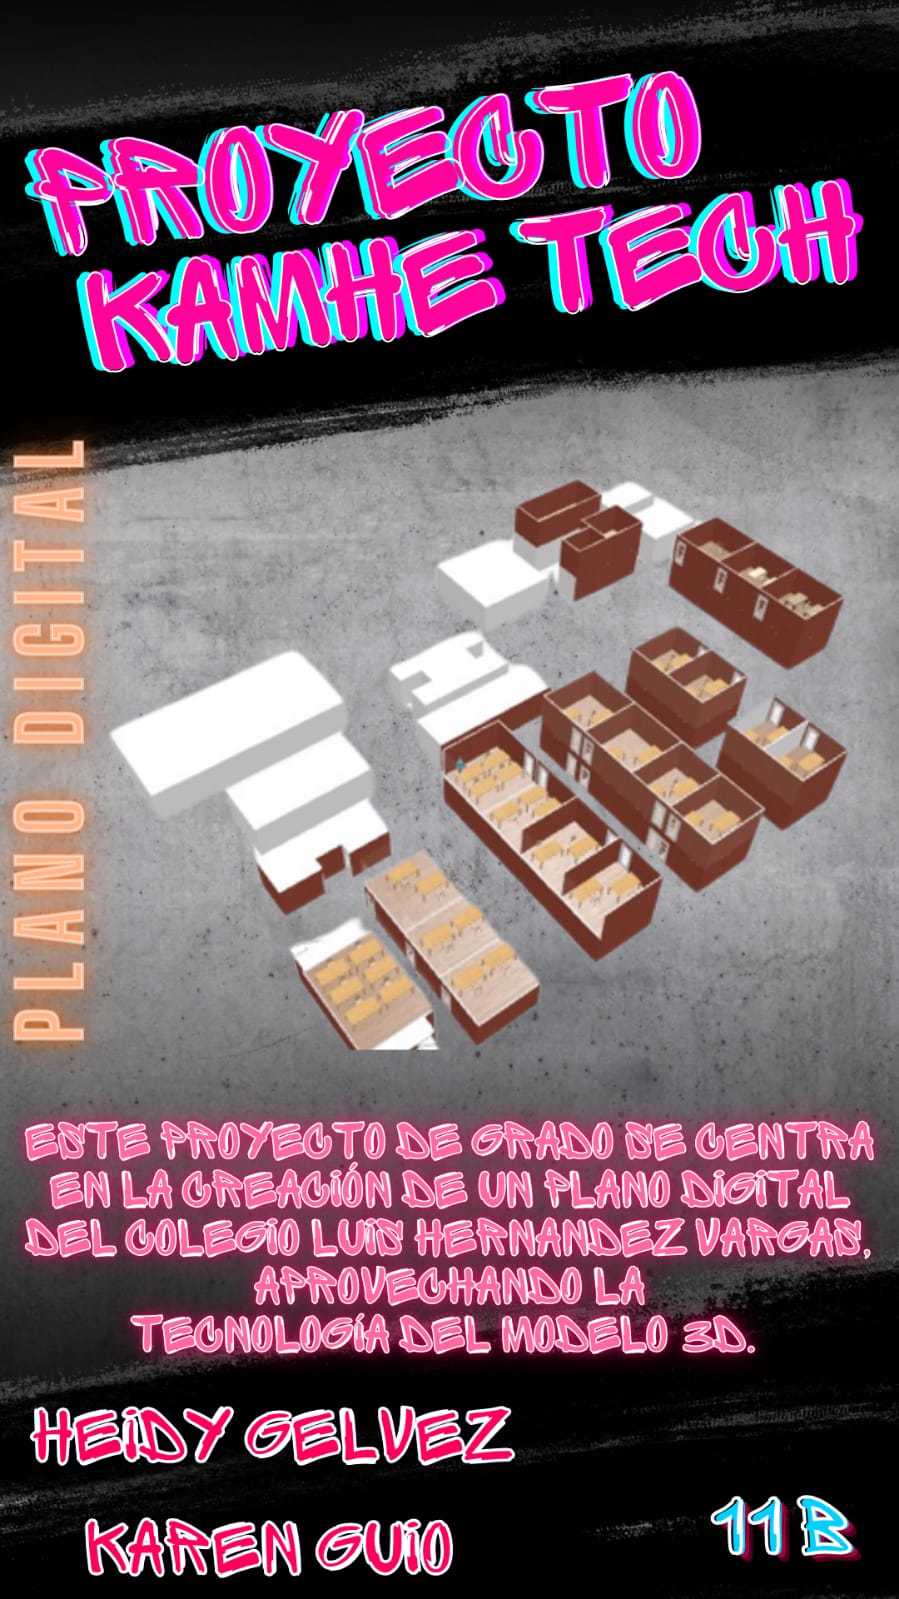 PROYECTO
KAMHE TECH
PLANO DIGITAL
ESTE PROYECTO DE GRADO SE CENTRA
EN LA CREACIÓN DE UN PLANO DIGITAL
DEL COLEGIO LUIS HERNANDEZ VARGAS,
APROVECHANDO LA
TECNOLOGÍA DEL MODELO 3D.
HEIDY GELVEZ
KAREN GUIO
11 B